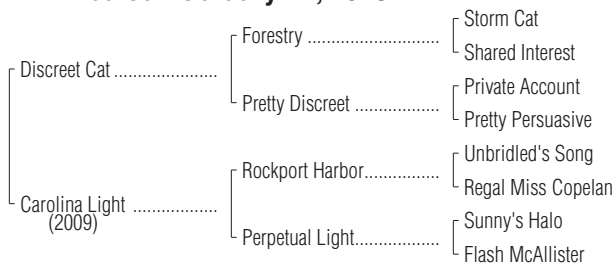 Storm Cat
Forestry ........................................
Shared Interest
Discreet Cat ......................
Private Account
Pretty Discreet ..................
Pretty Persuasive
Unbridled's Song
Rockport Harbor................
Regal Miss Copelan
Carolina Light ..................
(2009)
Sunny's Halo
Perpetual Light..................
Flash McAllister